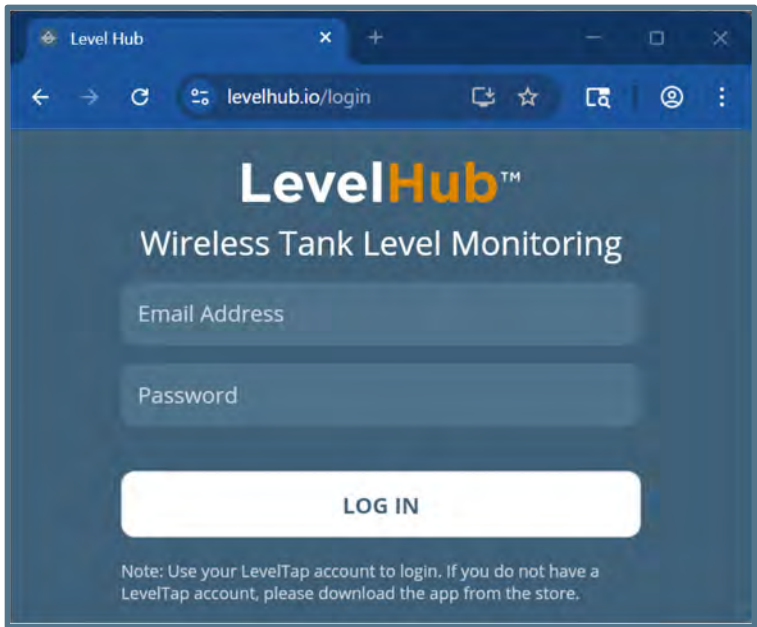 Level Hub
levelhub.io/login
LevelHub™
Wireless Tank Level Monitoring
Email Address
Password
LOG IN
Note: Use your LevelTap account to login. If you do not have a
LevelTap account, please download the app from the store.